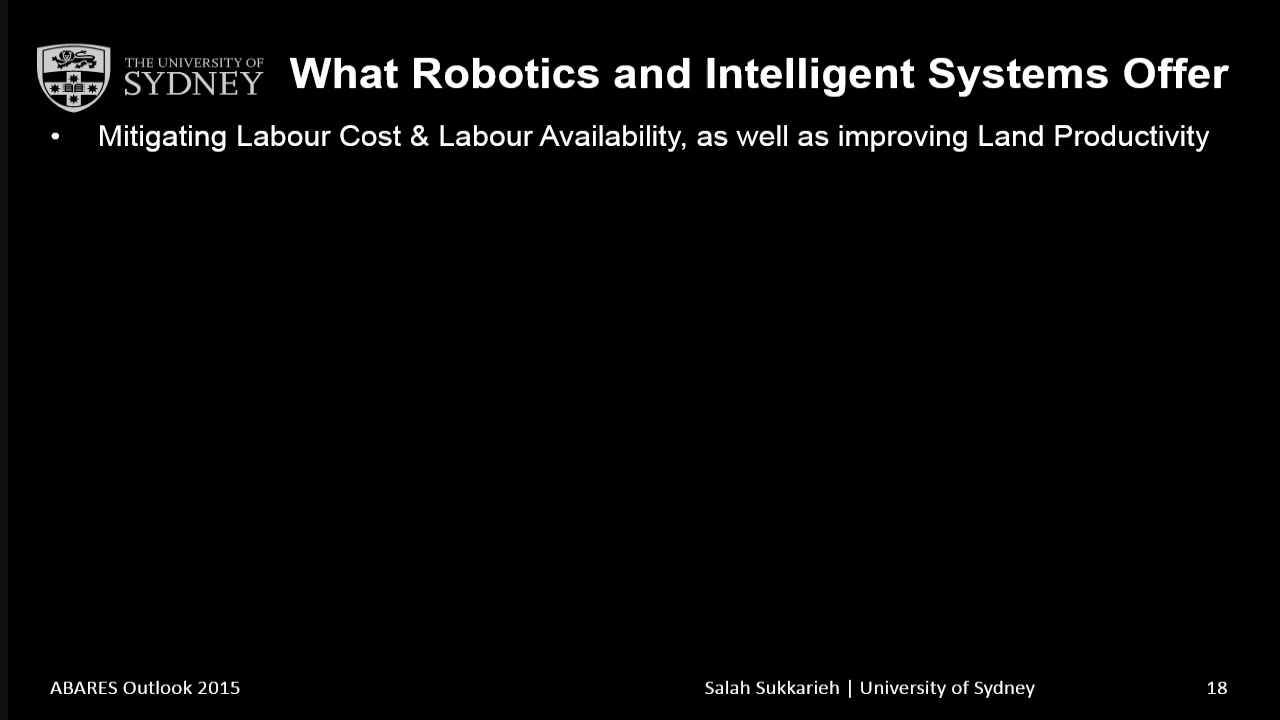 THE UNIVERSITY OF
SYDNEY
What Robotics and Intelligent Systems Offer
• Mitigating Labour Cost & Labour Availability, as well as improving Land Productivity
ABARES Outlook 2015
Salah Sukkarieh | University of Sydney
18